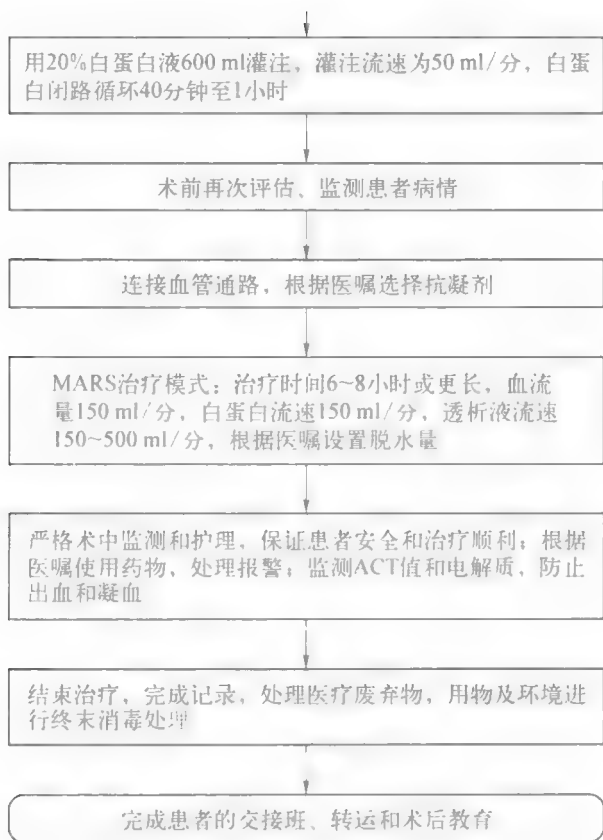 用20%白蛋白液600 ml灌注，灌注流速为50 ml/分，白蛋
白闭路循环40分钟至1小时
术前再次评估、监测患者病情
连接血管通路，根据医嘱选择抗凝剂
MARS治疗模式：治疗时间6~8小时或更长，血流
量150 ml/分，白蛋白流速150 ml/分，透析液流速
150~500 ml/分，根据医嘱设置脱水量
严格术中监测和护理，保证患者安全和治疗顺利；根据
医嘱使用药物，处理报警；监测ACT值和电解质，防止
出血和凝血
结束治疗，完成记录，处理医疗废弃物，用物及环境进
行终末消毒处理
完成患者的交接班、转运和术后教育